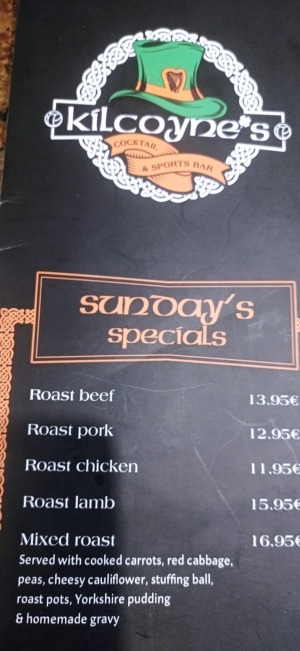 Kilcoyne's
COCKTAIL
& SPORTS BAR
Sunday's
Specials
Roast beef 13.95€
Roast pork 12.95€
Roast chicken 11.95€
Roast lamb 15.95€
Mixed roast 16.95€
Served with cooked carrots, red cabbage,
peas, cheesy cauliflower, stuffing ball,
roast pots, Yorkshire pudding
& homemade gravy